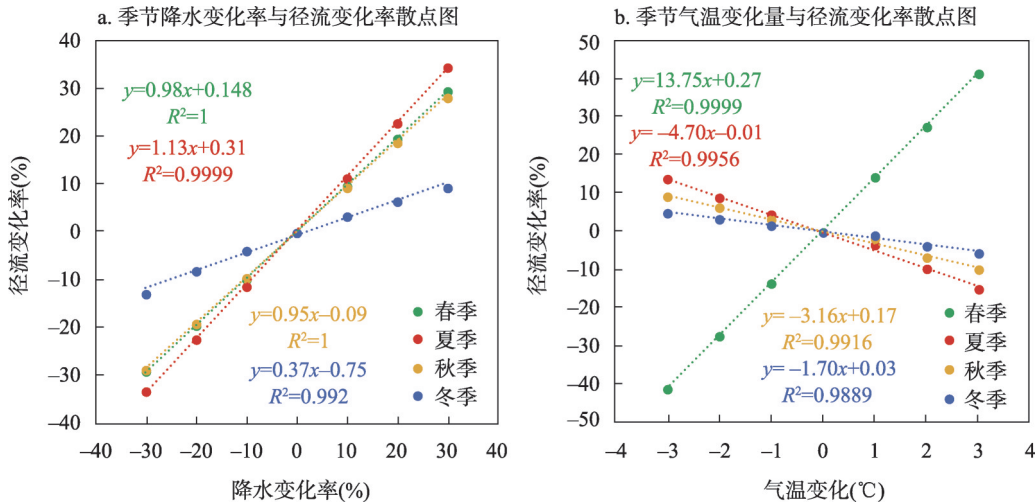 a. 季节降水变化率与径流变化率散点图
40
30
20
10
0
–10
–20
–30
–40
径流变化率(%)
y=0.98x+0.148
R²=1
y=1.13x+0.31
R²=0.9999
y=0.95x–0.09
R²=1
y=0.37x–0.75
R²=0.992
春季
夏季
秋季
冬季
–40 –30 –20 –10 0 10 20 30 40
降水变化率(%)
b. 季节气温变化量与径流变化率散点图
50
40
30
20
10
0
–10
–20
–30
–40
–50
径流变化率(%)
y=13.75x+0.27
R²=0.9999
y= –4.70x–0.01
R²=0.9956
y= –3.16x+0.17
R²=0.9916
y= –1.70x+0.03
R²=0.9889
春季
夏季
秋季
冬季
–4 –3 –2 –1 0 1 2 3 4
气温变化(℃)